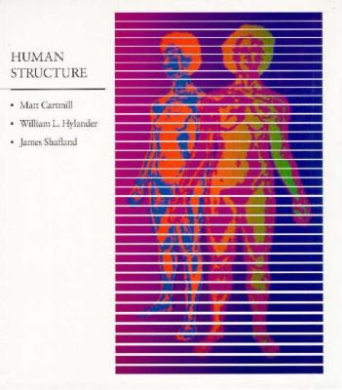 HUMAN
STRUCTURE
• Matt Cartmill
• William L. Hylander
• James Shafland